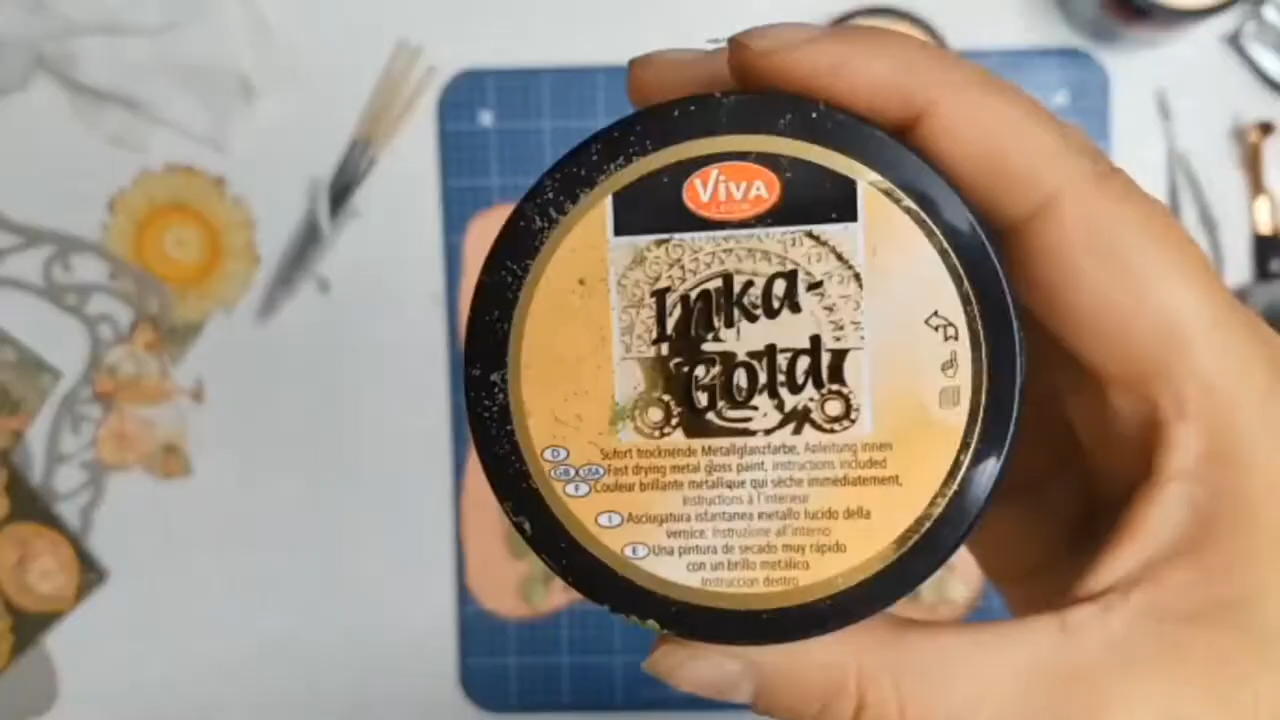 ViVA
Inka-
Gold
D Sofort trocknende Metallglanzfarbe, Anleitung innen
GB USA Fast drying metal gloss paint, instructions included
F Couleur brillante métallique qui sèche immédiatement,
instructions à l'interieur
I Asciugatura istantanea metallo lucido della
vernice. Instruzione all'interno
E Una pintura de secado muy rápido
con un brillo metálico.
Instruccion dentro